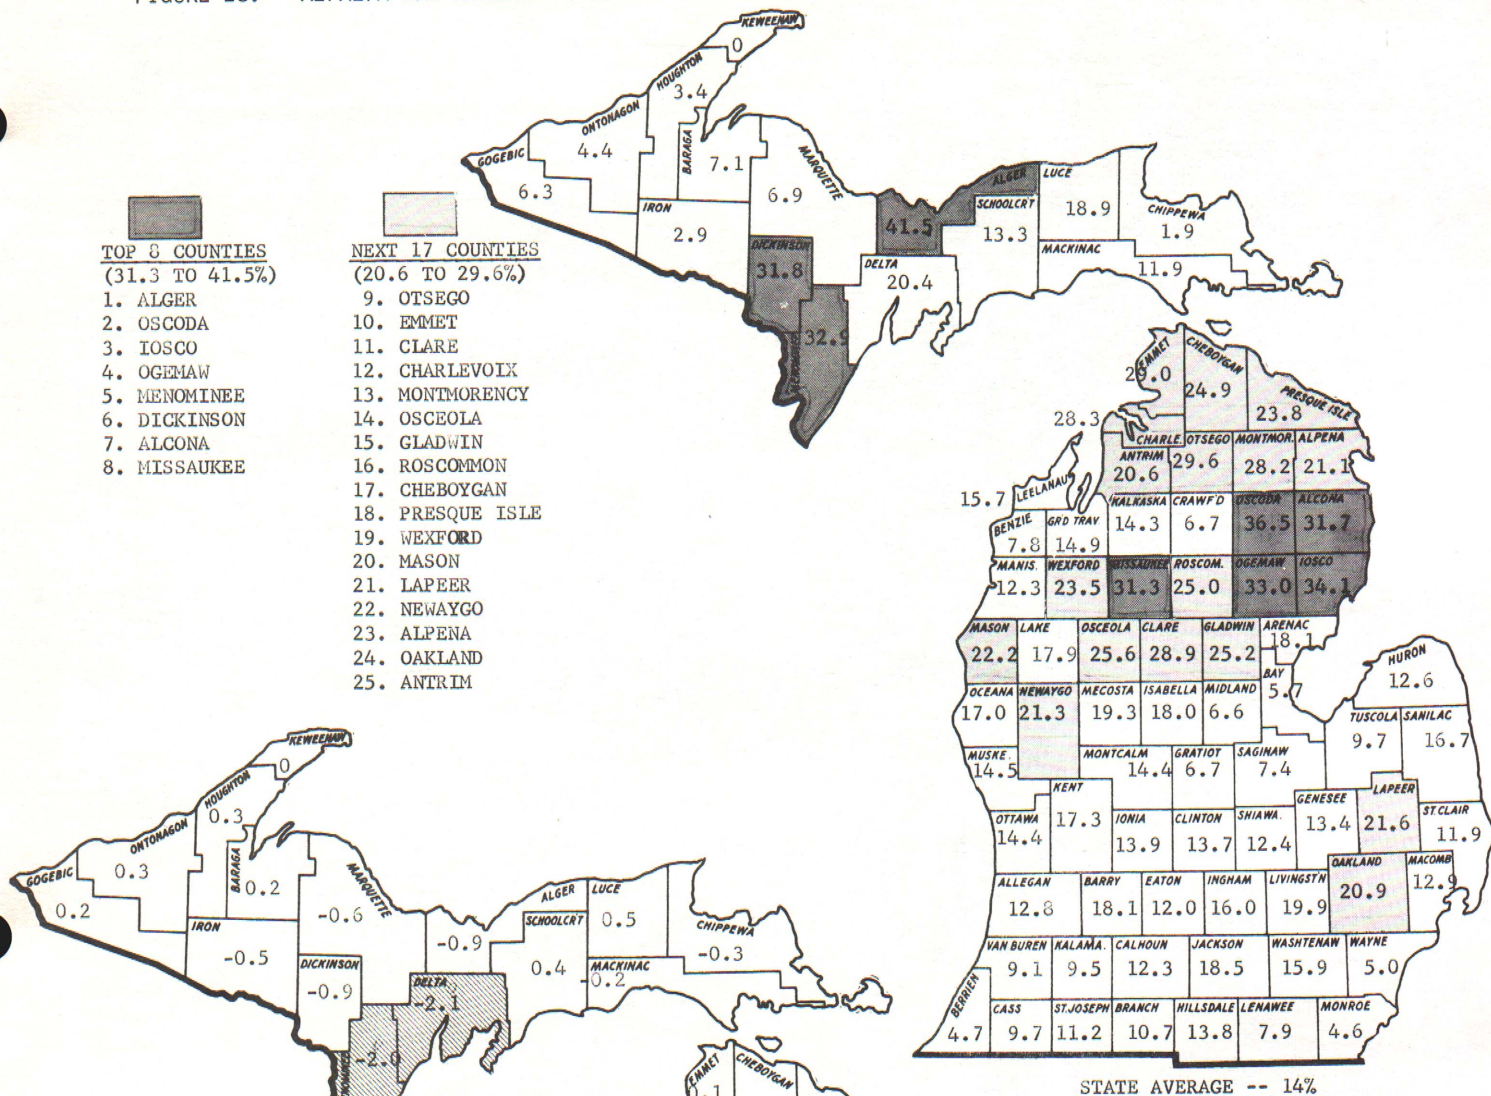 FIGURE
KEWEENAW
0
HOUGHTON
3.4
ONTONAGON
4.4
GOGEBIC
6.3
BARAGA
7.1
MARQUETTE
6.9
IRON
2.9
ALGER
41.5
LUCE
18.9
SCHOOLCR'T
13.3
CHIPPEWA
1.9
MACKINAC
11.9
DICKINSON
31.8
DELTA
20.4
32.9
TOP 8 COUNTIES
(31.3 TO 41.5%)
1. ALGER
2. OSCODA
3. IOSCO
4. OGEMAW
5. MENOMINEE
6. DICKINSON
7. ALCONA
8. MISSAUKEE
NEXT 17 COUNTIES
(20.6 TO 29.6%)
9. OTSEGO
10. EMMET
11. CLARE
12. CHARLEVOIX
13. MONTMORENCY
14. OSCEOLA
15. GLADWIN
16. ROSCOMMON
17. CHEBOYGAN
18. PRESQUE ISLE
19. WEXFORD
20. MASON
21. LAPEER
22. NEWAYGO
23. ALPENA
24. OAKLAND
25. ANTRIM
EMMET
29.0
CHEBOYGAN
24.9
PRESQUE ISLE
23.8
28.3
CHARLE. OTSEGO MONTMOR. ALPENA
ANTRIM
20.6 29.6 28.2 21.1
15.7 LEELANAU
KALKASKA CRAWF'D OSCODA ALCONA
14.3 6.7 36.5 31.7
BENZIE GRD TRAV
7.8 14.9
MANIS. WEXFORD MISSAUKEE ROSCOM. OGEMAW IOSCO
12.3 23.5 31.3 25.0 33.0 34.1
MASON LAKE OSCEOLA CLARE GLADWIN ARENAC
22.2 17.9 25.6 28.9 25.2 18.1
HURON
12.6
BAY
5.7
OCEANA NEWAYGO MECOSTA ISABELLA MIDLAND
17.0 21.3 19.3 18.0 6.6
TUSCOLA SANILAC
9.7 16.7
MUSKE. MONTCALM GRATIOT SAGINAW
14.5 14.4 6.7 7.4
KENT
17.3
GENESEE LAPEER
13.4 21.6
ST.CLAIR
11.9
OTTAWA IONIA CLINTON SHIAWA.
14.4 13.9 13.7 12.4
OAKLAND MACOMB
20.9 12.9
ALLEGAN BARRY EATON INGHAM LIVINGST'N
12.8 18.1 12.0 16.0 19.9
VAN BUREN KALAMA. CALHOUN JACKSON WASHTENAW WAYNE
9.1 9.5 12.3 18.5 15.9 5.0
BERRIEN CASS ST.JOSEPH BRANCH HILLSDALE LENAWEE MONROE
4.7 9.7 11.2 10.7 13.8 7.9 4.6
STATE AVERAGE -- 14%
KEWEENAW
0
HOUGHTON
0.3
ONTONAGON
0.3
GOGEBIC
0.2
BARAGA
0.2
MARQUETTE
-0.6
IRON
-0.5
ALGER
-0.9
LUCE
0.5
SCHOOLCR'T
0.4
CHIPPEWA
-0.3
MACKINAC
-0.2
DICKINSON
-0.9
DELTA
-2.1
EMMET
CHEBOYGAN